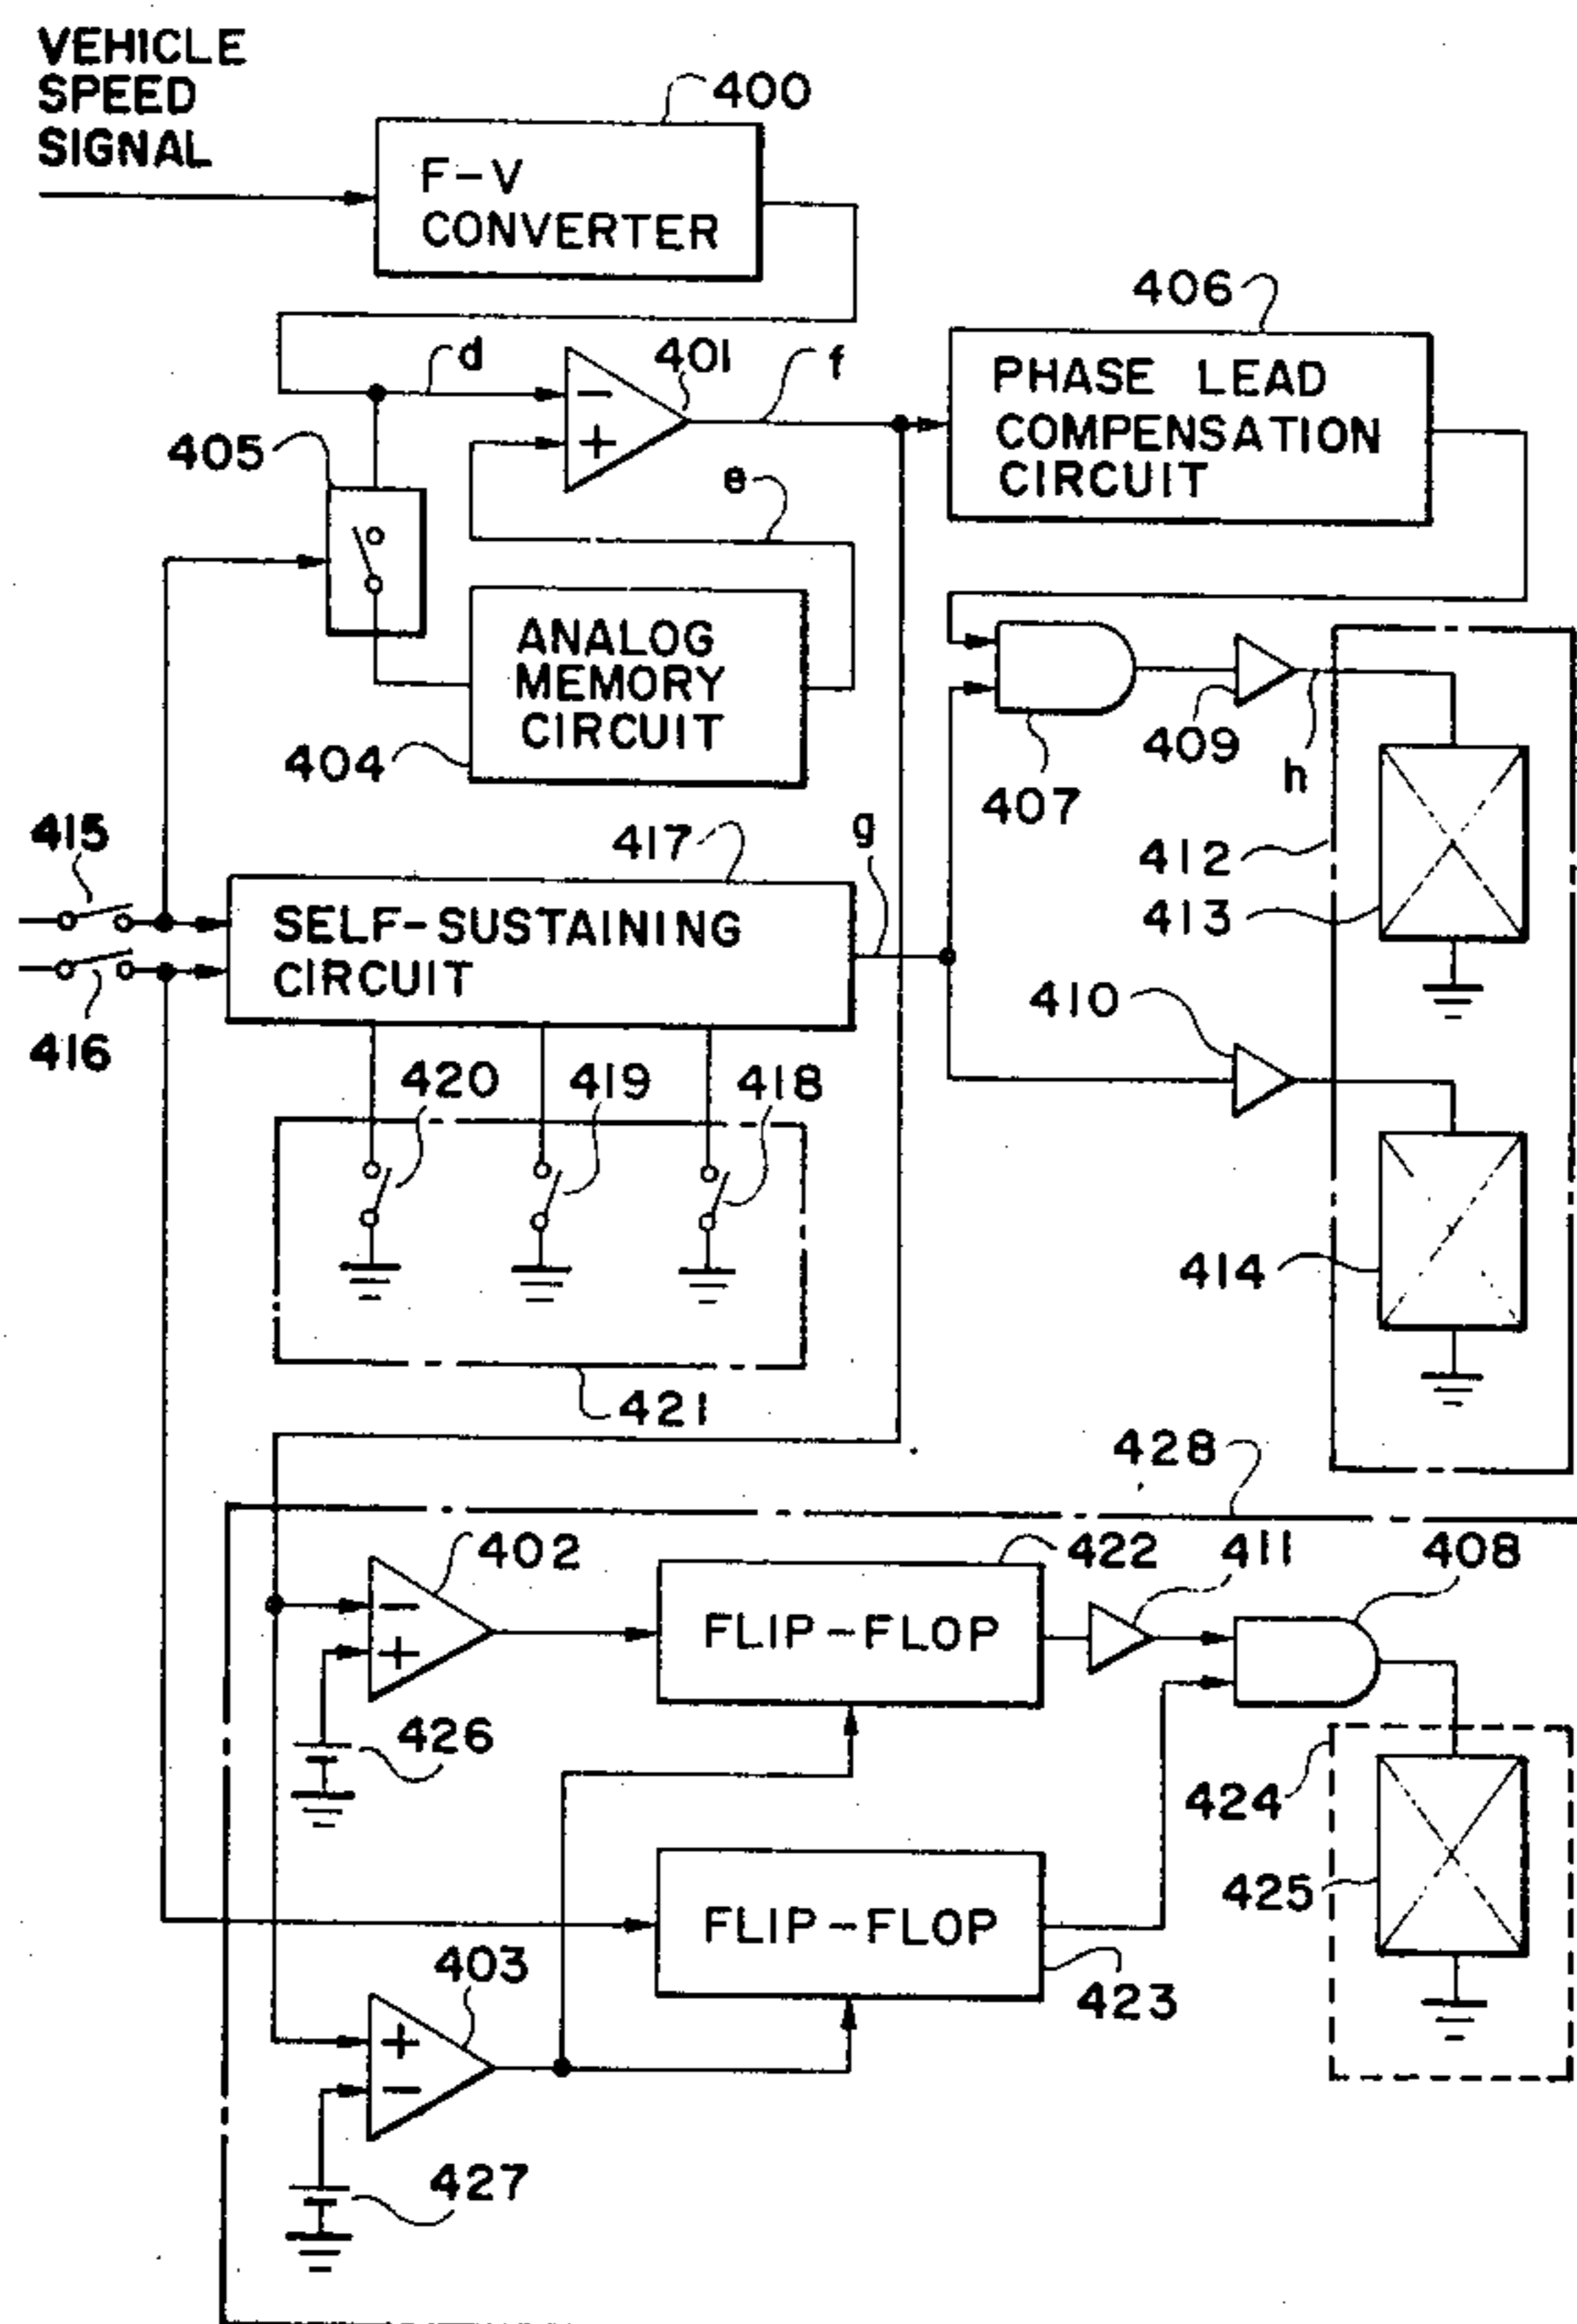 VEHICLE
SPEED
SIGNAL
400
F-V
CONVERTER
406
d
401
f
PHASE LEAD
COMPENSATION
CIRCUIT
405
−
+
e
ANALOG
MEMORY
CIRCUIT
404
409
h
407
415
417
g
412
413
SELF-SUSTAINING
CIRCUIT
416
410
420
419
418
414
421
428
402
422
411
408
−
+
FLIP-FLOP
426
424
425
FLIP-FLOP
403
423
+
−
427